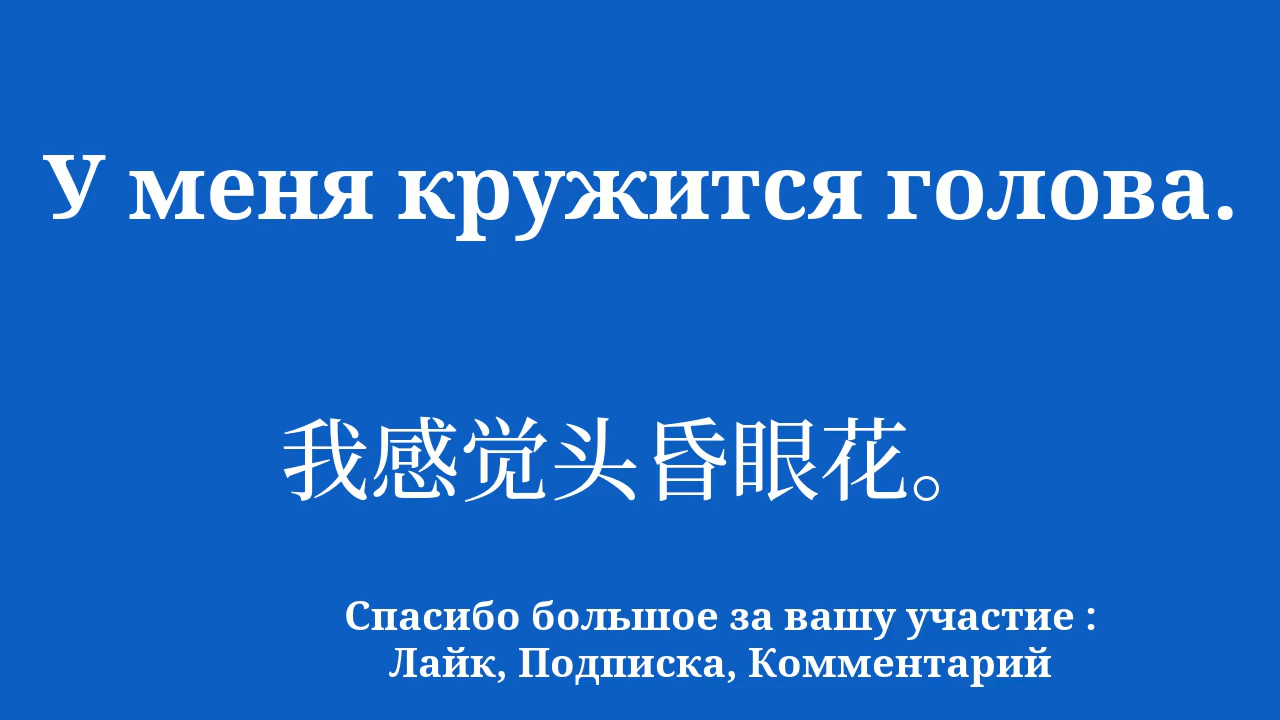 У меня кружится голова.
我感觉头昏眼花。
Спасибо большое за вашу участие :
Лайк, Подписка, Комментарий